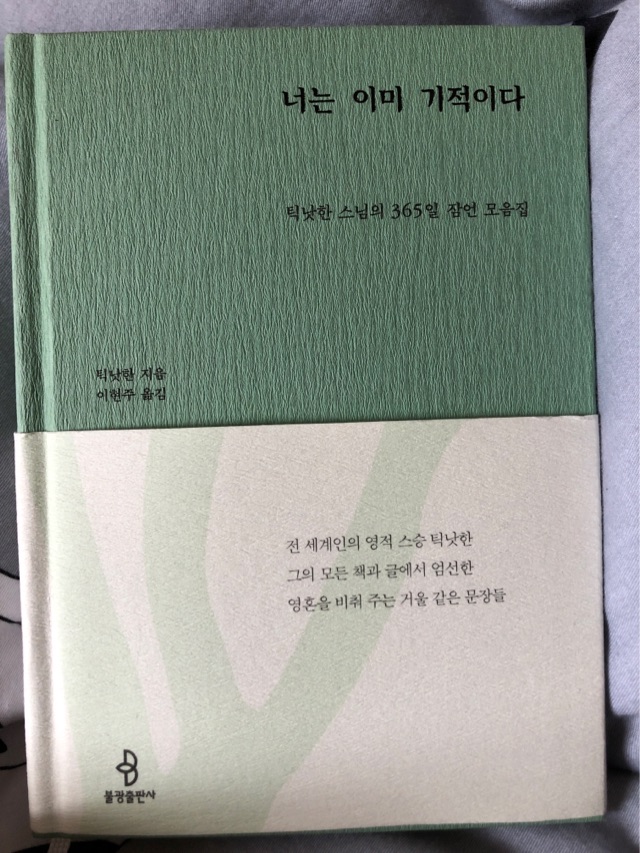 너는 이미 기적이다
틱낫한 스님의 365일 잠언 모음집
틱낫한 지음
이현주 옮김
전 세계인의 영적 스승 틱낫한
그의 모든 책과 글에서 엄선한
영혼을 비춰 주는 거울 같은 문장들
불광출판사